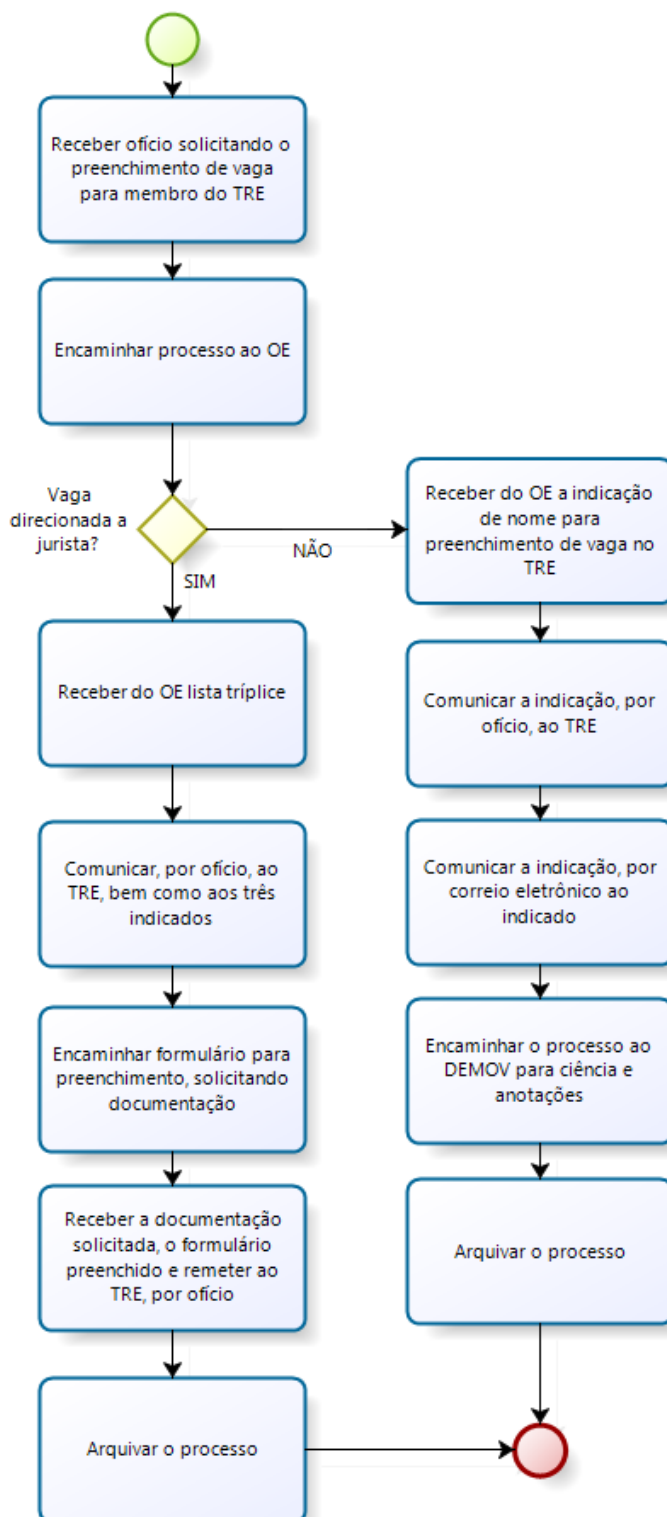 Receber ofício solicitando o
preenchimento de vaga
para membro do TRE
Encaminhar processo ao OE
Vaga
direcionada a
jurista?
NÃO
SIM
Receber do OE a indicação
de nome para
preenchimento de vaga no
TRE
Receber do OE lista tríplice
Comunicar a indicação, por
ofício, ao TRE
Comunicar, por ofício, ao
TRE, bem como aos três
indicados
Comunicar a indicação, por
correio eletrônico ao
indicado
Encaminhar formulário para
preenchimento, solicitando
documentação
Encaminhar o processo ao
DEMOV para ciência e
anotações
Receber a documentação
solicitada, o formulário
preenchido e remeter ao
TRE, por ofício
Arquivar o processo
Arquivar o processo